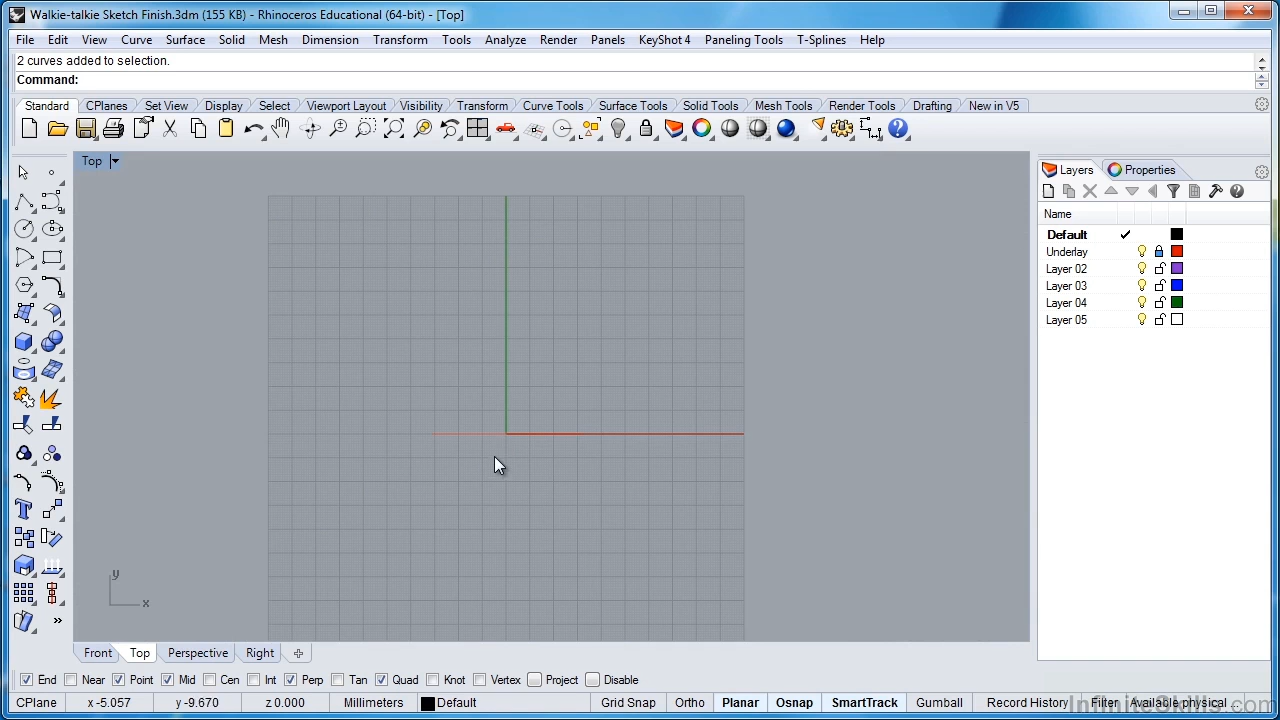 Walkie-talkie Sketch Finish.3dm (155 KB) - Rhinoceros Educational (64-bit) - [Top]
File Edit View Curve Surface Solid Mesh Dimension Transform Tools Analyze Render Panels KeyShot 4 Paneling Tools T-Splines Help
2 curves added to selection.
Command:
Standard CPlanes Set View Display Select Viewport Layout Visibility Transform Curve Tools Surface Tools Solid Tools Mesh Tools Render Tools Drafting New in V5
Top
Layers Properties
Name
Default
Underlay
Layer 02
Layer 03
Layer 04
Layer 05
y
x
Front Top Perspective Right
End Near Point Mid Cen Int Perp Tan Quad Knot Vertex Project Disable
CPlane x -5.057 y -9.670 z 0.000 Millimeters Default Grid Snap Ortho Planar Osnap SmartTrack Gumball Record History Filter Available physical
InfiniteSkills.com